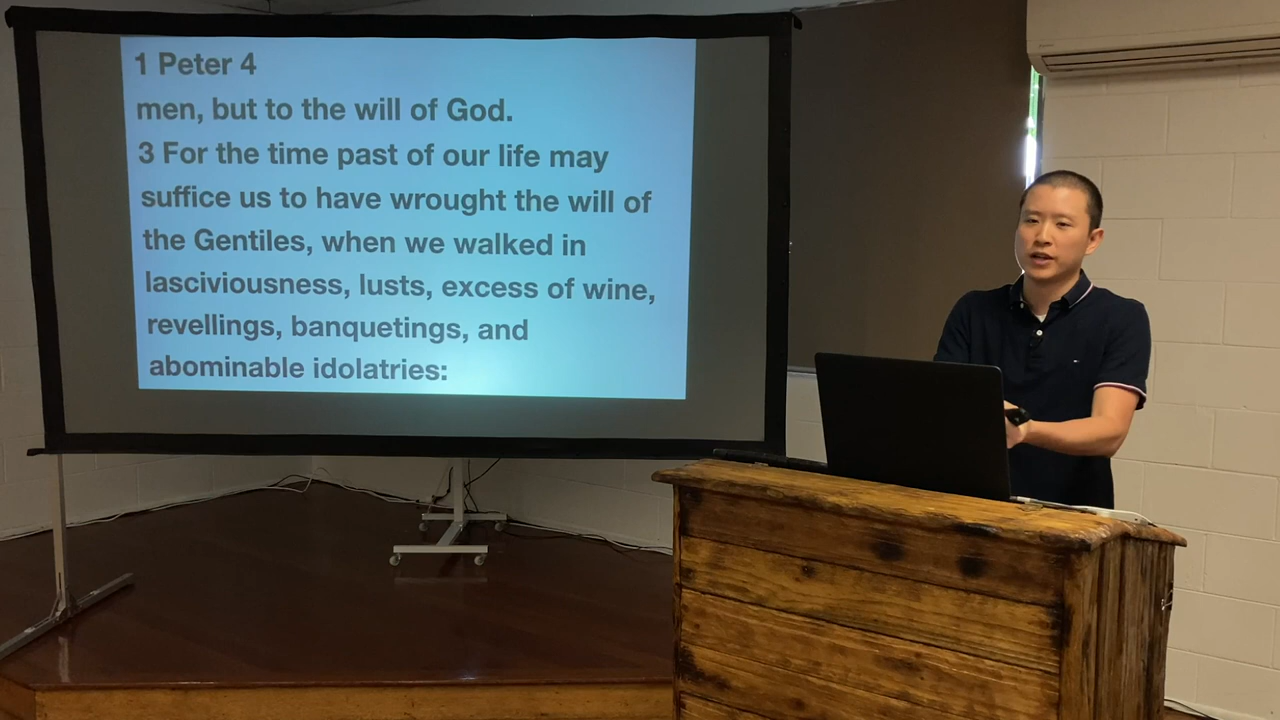 1 Peter 4
men, but to the will of God.
3 For the time past of our life may
suffice us to have wrought the will of
the Gentiles, when we walked in
lasciviousness, lusts, excess of wine,
revellings, banquetings, and
abominable idolatries: